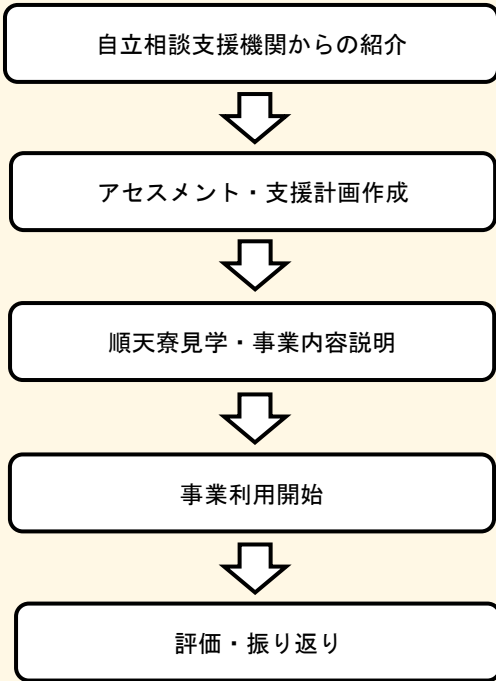 自立相談支援機関からの紹介
アセスメント・支援計画作成
順天寮見学・事業内容説明
事業利用開始
評価・振り返り